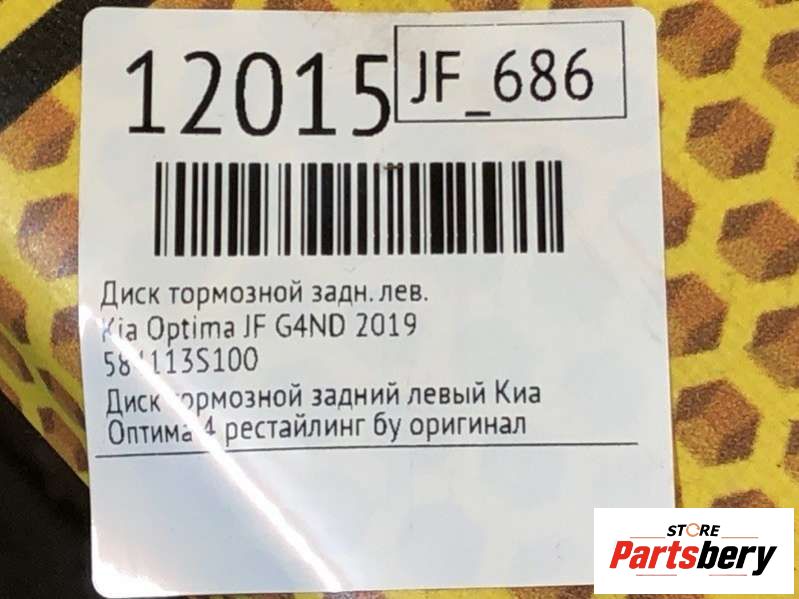 12015
JF_686
Диск тормозной задн. лев.
Kia Optima JF G4ND 2019
Диск тормозной задний левый Киа
Оптима 4 рестайлинг бу оригинал
STORE
Partsbery